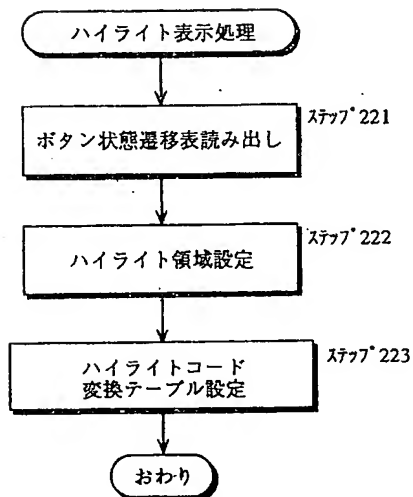 ハイライト表示処理
ステップ221
ボタン状態遷移表読み出し
ステップ222
ハイライト領域設定
ステップ223
ハイライトコード
変換テーブル設定
おわり